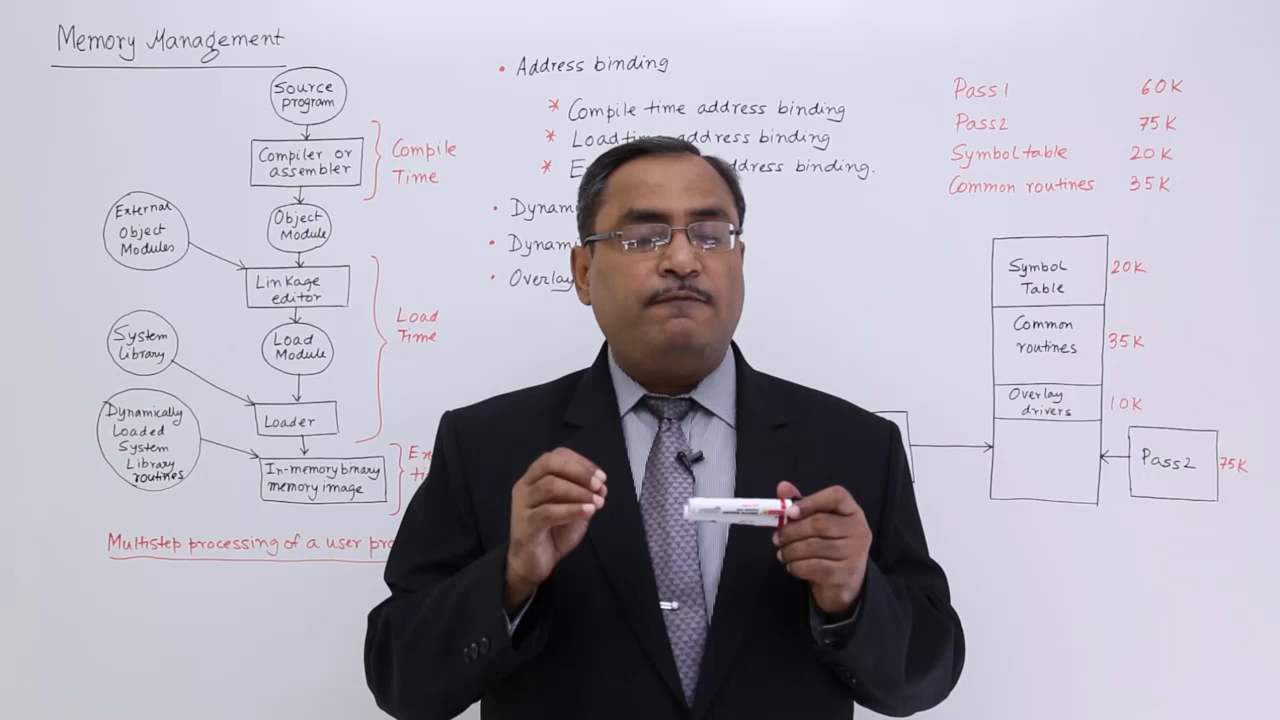 Memory Management
Source
program
Compiler or
assembler
Compile
Time
Object
Module
External
Object
Modules
Linkage
editor
Load
Module
Load
Time
System
library
Loader
Dynamically
Loaded
System
Library
routines
In-memory binary
memory image
Multistep processing of a user
• Address binding
* Compile time address binding
* Load time address binding
* address binding.
•
•
• Overlay
Pass1 60K
Pass2 75K
Symbol table 20K
Common routines 35K
Symbol
Table
20K
Common
routines
35K
Overlay
drivers
10K
Pass2
75K